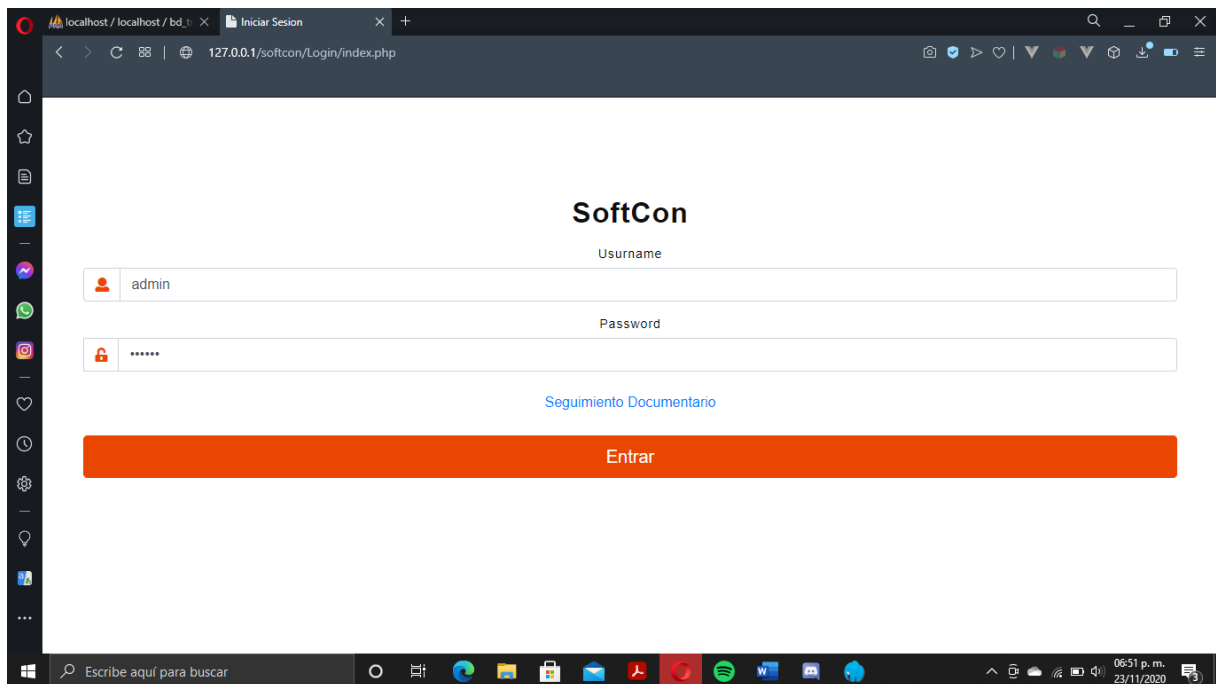 localhost / localhost / bd_t
Iniciar Sesion
127.0.0.1/softcon/Login/index.php
SoftCon
Usurname
admin
Password
••••••
Seguimiento Documentario
Entrar
Escribe aquí para buscar
06:51 p. m.
23/11/2020
3